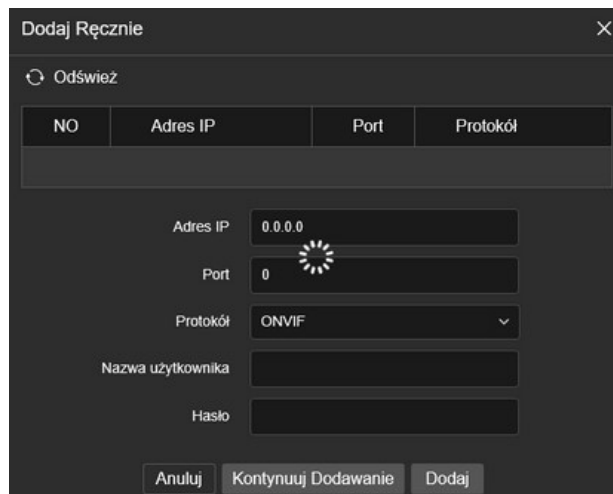 Dodaj Ręcznie
Odśwież
NO Adres IP Port Protokół
Adres IP 0.0.0.0
Port 0
Protokół ONVIF
Nazwa użytkownika
Hasło
Anuluj Kontynuuj Dodawanie Dodaj